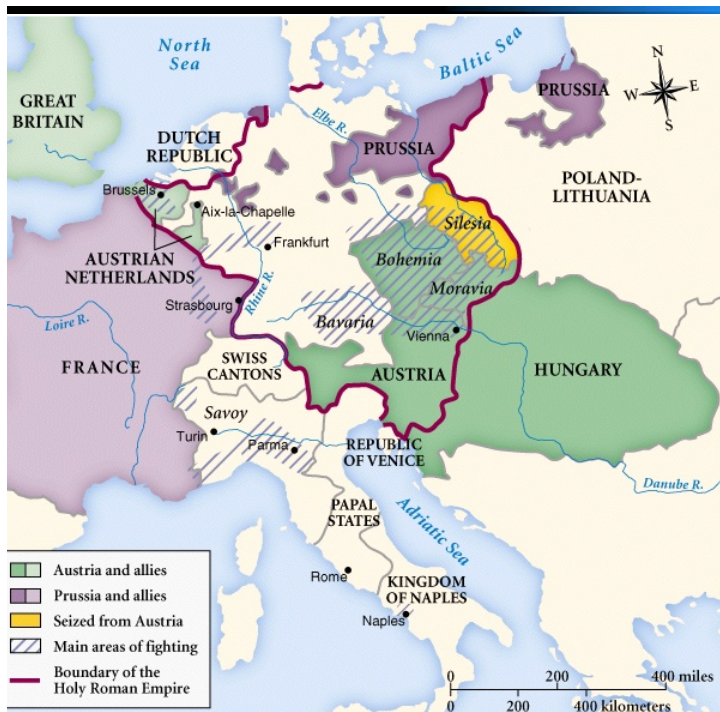 North
Sea
Baltic Sea
N
W
E
S
GREAT
BRITAIN
PRUSSIA
DUTCH
REPUBLIC
Elbe R.
PRUSSIA
POLAND-
LITHUANIA
Brussels
Aix-la-Chapelle
Silesia
Frankfurt
AUSTRIAN
NETHERLANDS
Bohemia
Moravia
Strasbourg
Rhine R.
Loire R.
Bavaria
Vienna
FRANCE
SWISS
CANTONS
AUSTRIA
HUNGARY
Savoy
Turin
Parma
REPUBLIC
OF VENICE
Danube R.
PAPAL
STATES
Adriatic Sea
Rome
KINGDOM
OF NAPLES
Naples
Austria and allies
Prussia and allies
Seized from Austria
Main areas of fighting
Boundary of the
Holy Roman Empire
0 200 400 miles
0 200 400 kilometers